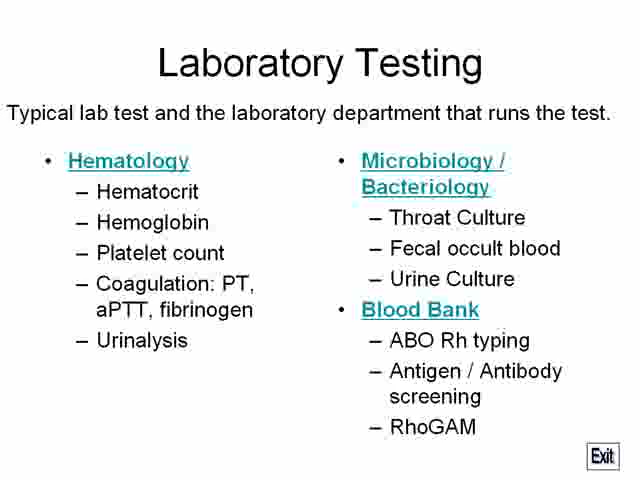 Laboratory Testing
Typical lab test and the laboratory department that runs the test.
• Hematology
– Hematocrit
– Hemoglobin
– Platelet count
– Coagulation: PT,
aPTT, fibrinogen
– Urinalysis
• Microbiology /
Bacteriology
– Throat Culture
– Fecal occult blood
– Urine Culture
• Blood Bank
– ABO Rh typing
– Antigen / Antibody
screening
– RhoGAM
Exit